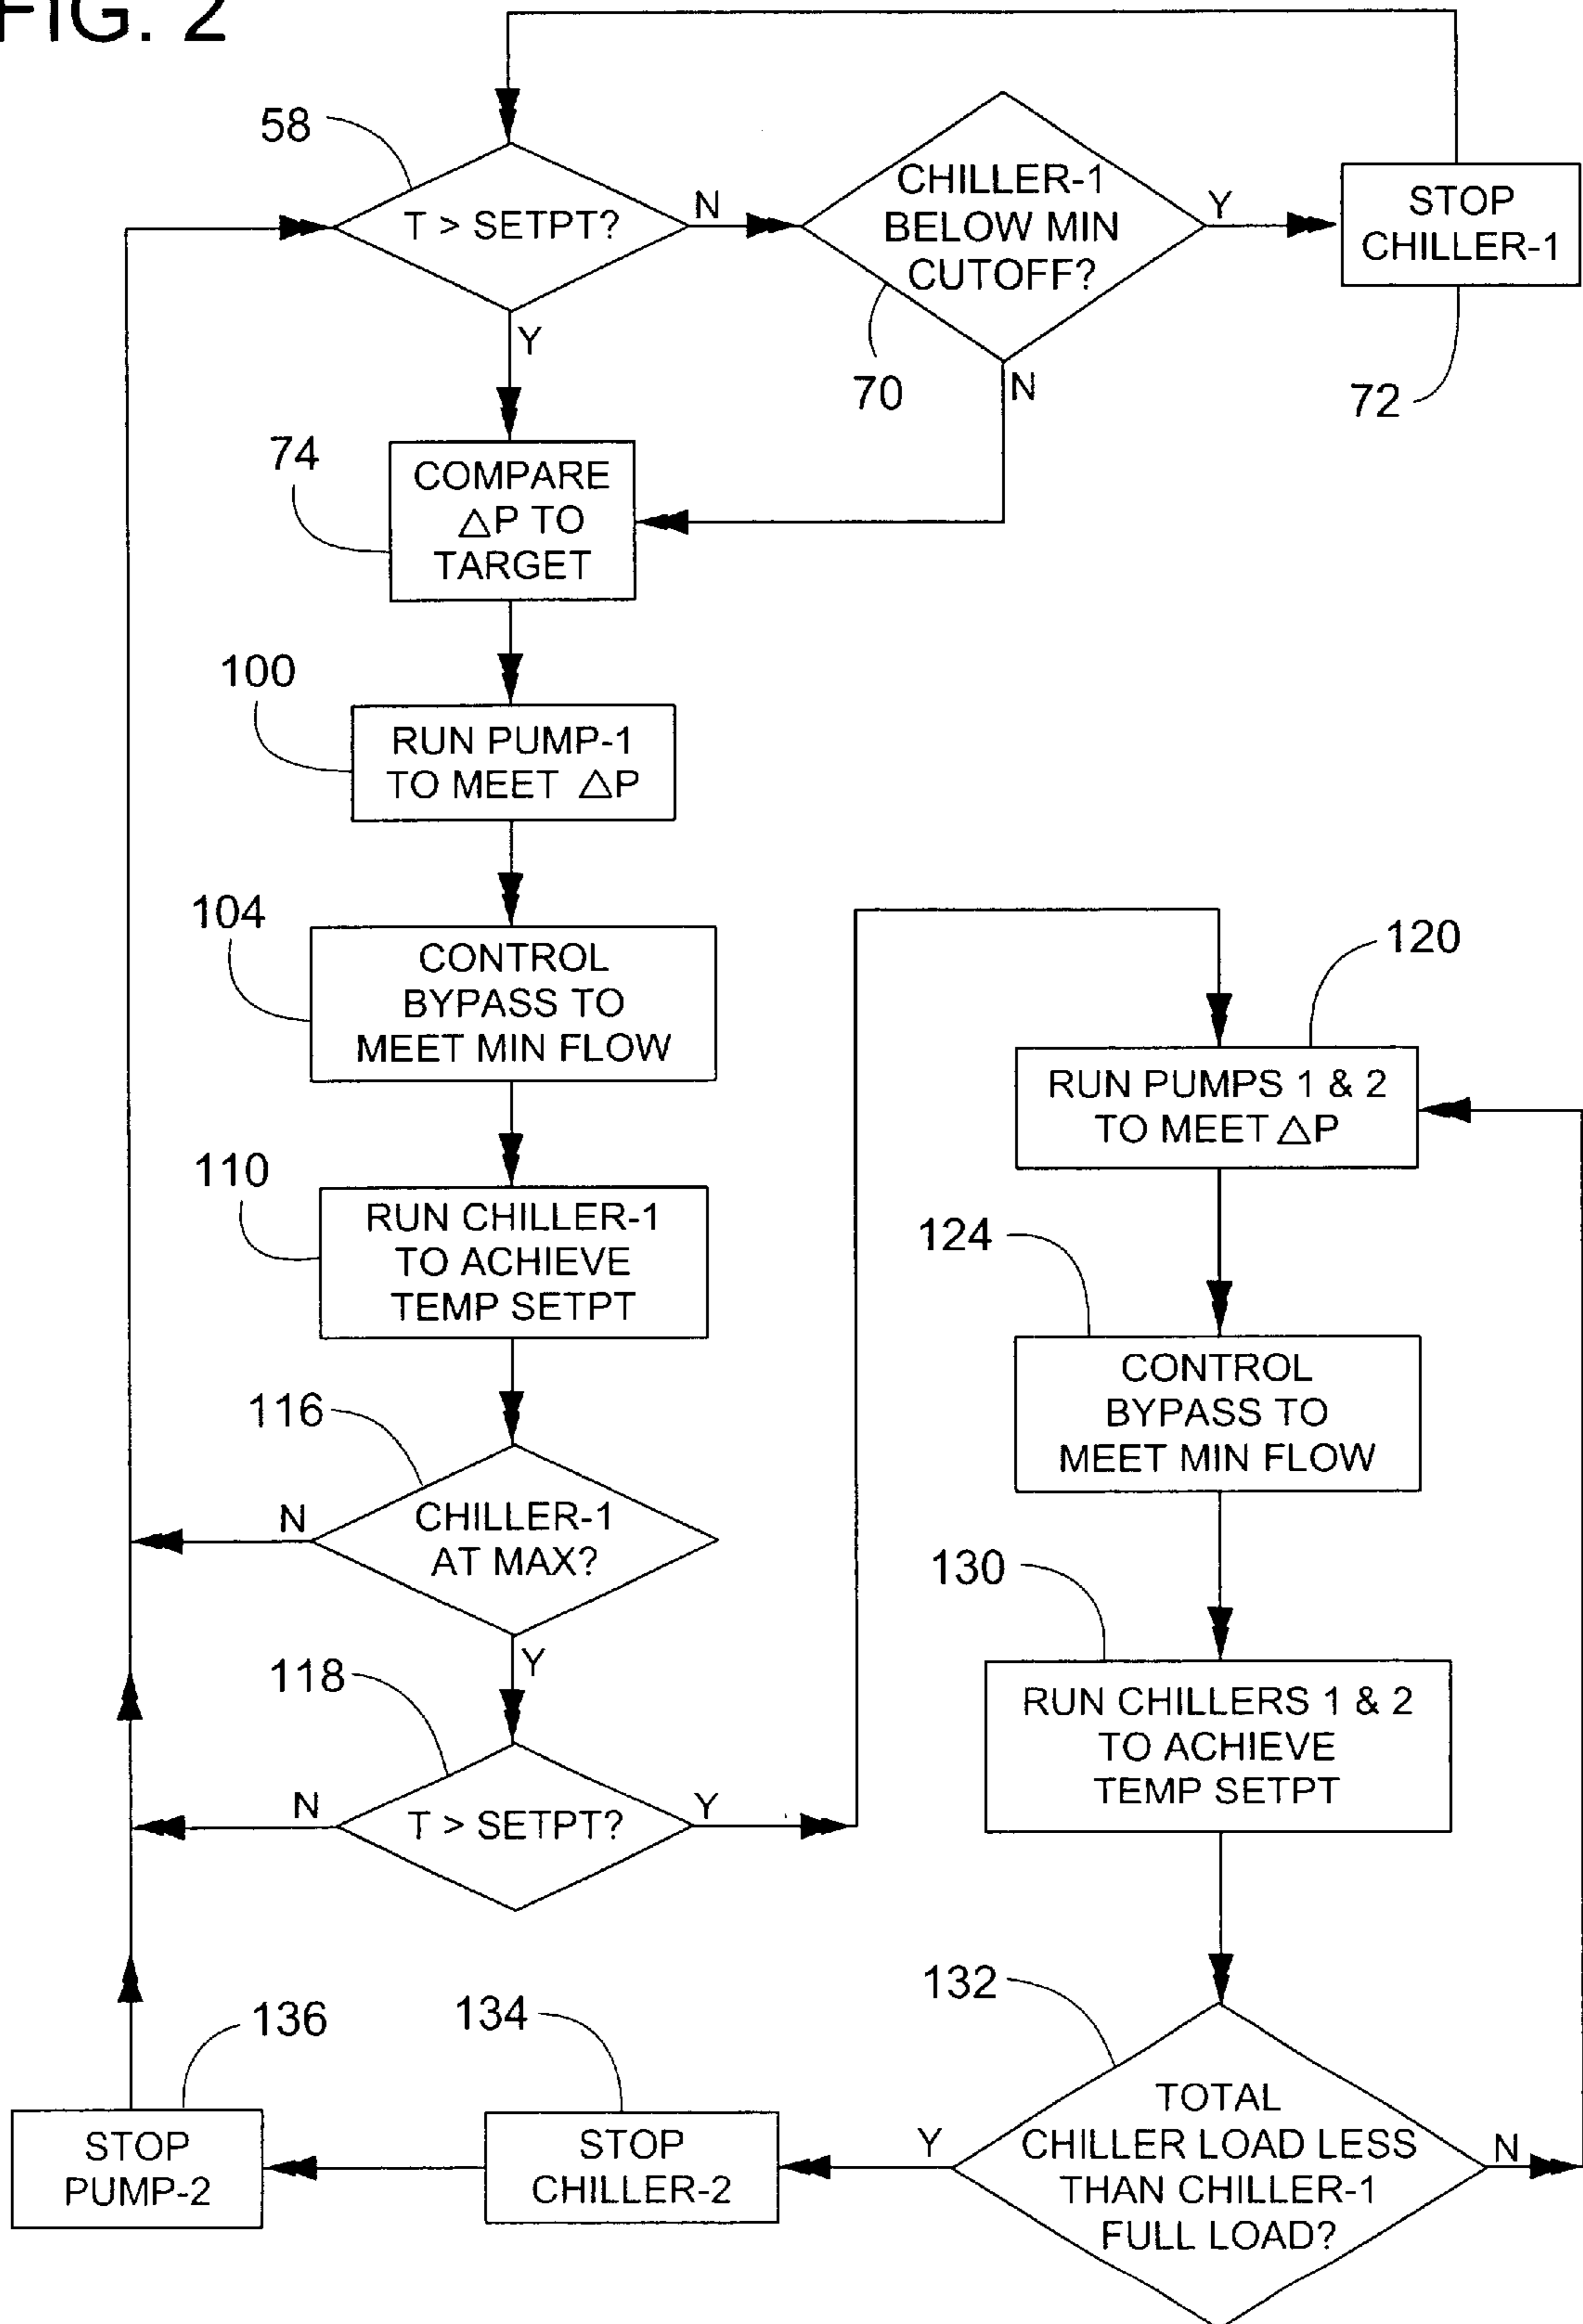 FIG. 2
58
T > SETPT?
N
Y
CHILLER-1
BELOW MIN
CUTOFF?
Y
N
70
STOP
CHILLER-1
72
74
COMPARE
△P TO
TARGET
100
RUN PUMP-1
TO MEET △P
104
CONTROL
BYPASS TO
MEET MIN FLOW
110
RUN CHILLER-1
TO ACHIEVE
TEMP SETPT
116
CHILLER-1
AT MAX?
N
Y
118
T > SETPT?
N
Y
120
RUN PUMPS 1 & 2
TO MEET △P
124
CONTROL
BYPASS TO
MEET MIN FLOW
130
RUN CHILLERS 1 & 2
TO ACHIEVE
TEMP SETPT
132
TOTAL
CHILLER LOAD LESS
THAN CHILLER-1
FULL LOAD?
Y
N
134
STOP
CHILLER-2
136
STOP
PUMP-2